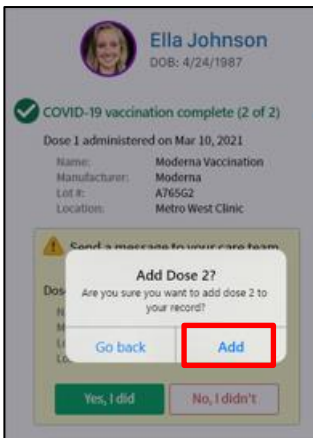 Ella Johnson
DOB: 4/24/1987
COVID-19 vaccination complete (2 of 2)
Dose 1 administered on Mar 10, 2021
Name: Moderna Vaccination
Manufacturer: Moderna
Lot #: A765G2
Location: Metro West Clinic
Send a message to your care team
Add Dose 2?
Are you sure you want to add dose 2 to
your record?
Go back Add
Yes, I did No, I didn't